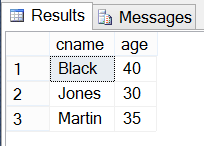 Results Messages
cname age
1 Black 40
2 Jones 30
3 Martin 35